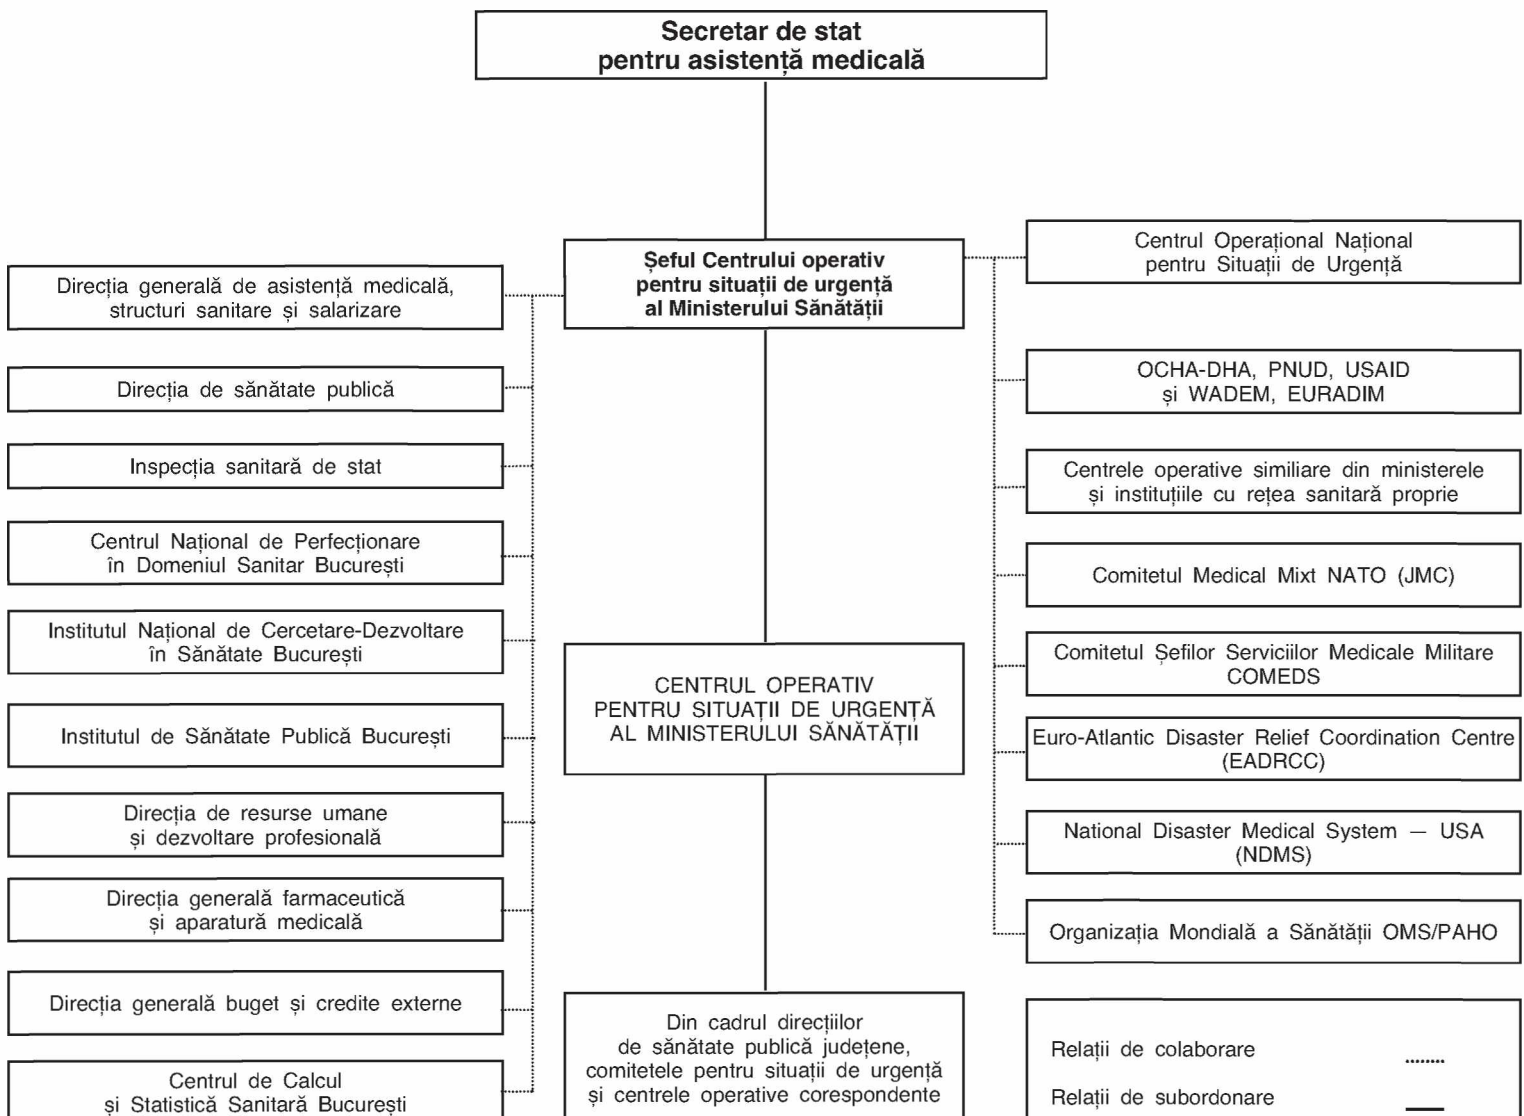 Secretar de stat
pentru asistență medicală
Șeful Centrului operativ
pentru situații de urgență
al Ministerului Sănătății
Direcția generală de asistență medicală,
structuri sanitare și salarizare
Direcția de sănătate publică
Inspecția sanitară de stat
Centrul Național de Perfecționare
în Domeniul Sanitar București
Institutul Național de Cercetare-Dezvoltare
în Sănătate București
Institutul de Sănătate Publică București
Direcția de resurse umane
și dezvoltare profesională
Direcția generală farmaceutică
și aparatură medicală
Direcția generală buget și credite externe
Centrul de Calcul
și Statistică Sanitară București
CENTRUL OPERATIV
PENTRU SITUAȚII DE URGENȚĂ
AL MINISTERULUI SĂNĂTĂȚII
Din cadrul direcțiilor
de sănătate publică județene,
comitetele pentru situații de urgență
și centrele operative corespondente
Centrul Operațional Național
pentru Situații de Urgență
OCHA-DHA, PNUD, USAID
și WADEM, EURADIM
Centrele operative similiare din ministerele
și instituțiile cu rețea sanitară proprie
Comitetul Medical Mixt NATO (JMC)
Comitetul Șefilor Serviciilor Medicale Militare
COMEDS
Euro-Atlantic Disaster Relief Coordination Centre
(EADRCC)
National Disaster Medical System — USA
(NDMS)
Organizația Mondială a Sănătății OMS/PAHO
Relații de colaborare ........
Relații de subordonare